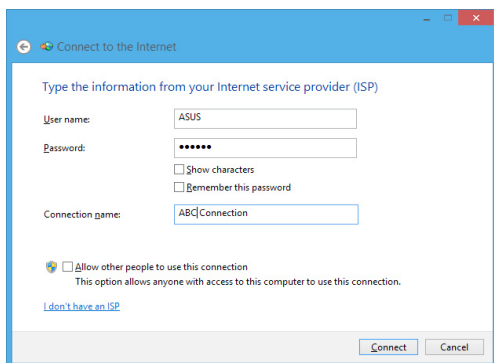 Connect to the Internet
Type the information from your Internet service provider (ISP)
User name:
ASUS
Password:
••••••
Show characters
Remember this password
Connection name:
ABC Connection
Allow other people to use this connection
This option allows anyone with access to this computer to use this connection.
I don't have an ISP
Connect
Cancel